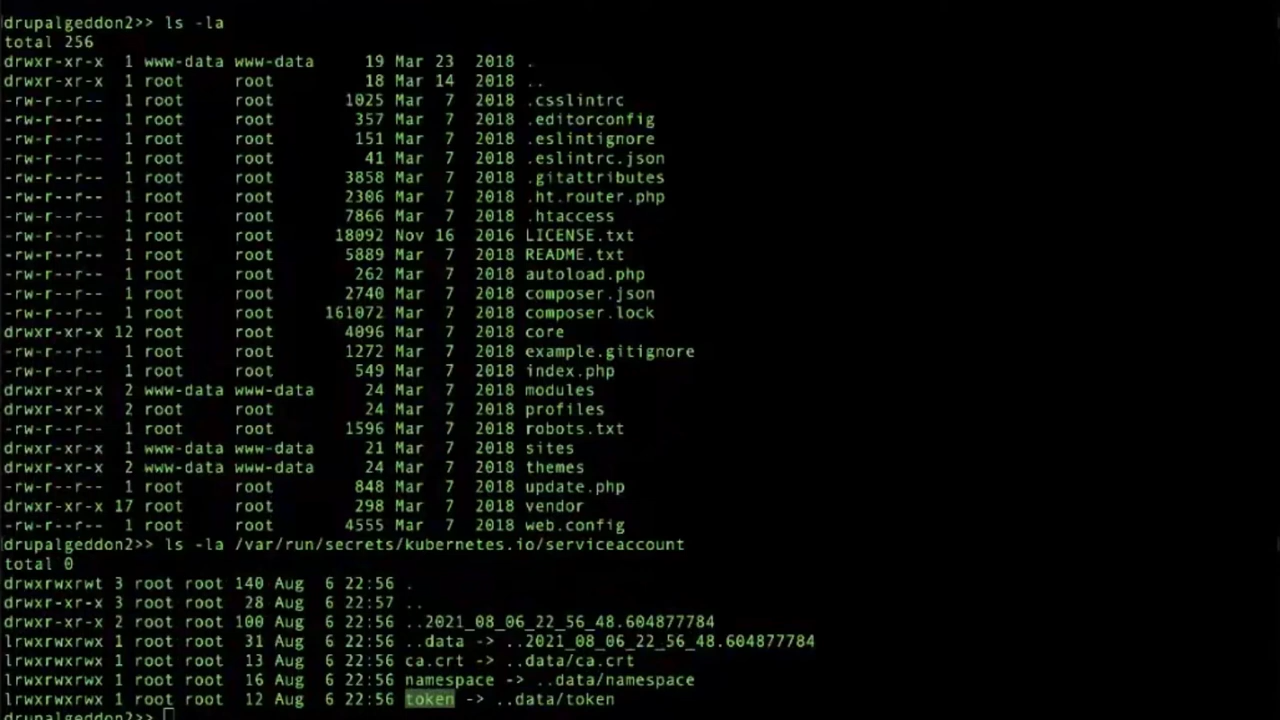 drupalgeddon2>> ls -la
total 256
drwxr-xr-x 1 www-data www-data 19 Mar 23 2018 .
drwxr-xr-x 1 root root 18 Mar 14 2018 ..
-rw-r--r-- 1 root root 1025 Mar 7 2018 .csslintrc
-rw-r--r-- 1 root root 357 Mar 7 2018 .editorconfig
-rw-r--r-- 1 root root 151 Mar 7 2018 .eslintignore
-rw-r--r-- 1 root root 41 Mar 7 2018 .eslintrc.json
-rw-r--r-- 1 root root 3858 Mar 7 2018 .gitattributes
-rw-r--r-- 1 root root 2306 Mar 7 2018 .ht.router.php
-rw-r--r-- 1 root root 7866 Mar 7 2018 .htaccess
-rw-r--r-- 1 root root 18092 Nov 16 2016 LICENSE.txt
-rw-r--r-- 1 root root 5889 Mar 7 2018 README.txt
-rw-r--r-- 1 root root 262 Mar 7 2018 autoload.php
-rw-r--r-- 1 root root 2740 Mar 7 2018 composer.json
-rw-r--r-- 1 root root 161072 Mar 7 2018 composer.lock
drwxr-xr-x 12 root root 4096 Mar 7 2018 core
-rw-r--r-- 1 root root 1272 Mar 7 2018 example.gitignore
-rw-r--r-- 1 root root 549 Mar 7 2018 index.php
drwxr-xr-x 2 www-data www-data 24 Mar 7 2018 modules
drwxr-xr-x 2 root root 24 Mar 7 2018 profiles
-rw-r--r-- 1 root root 1596 Mar 7 2018 robots.txt
drwxr-xr-x 1 www-data www-data 21 Mar 7 2018 sites
drwxr-xr-x 2 www-data www-data 24 Mar 7 2018 themes
-rw-r--r-- 1 root root 848 Mar 7 2018 update.php
drwxr-xr-x 17 root root 298 Mar 7 2018 vendor
-rw-r--r-- 1 root root 4555 Mar 7 2018 web.config
drupalgeddon2>> ls -la /var/run/secrets/kubernetes.io/serviceaccount
total 0
drwxrwxrwt 3 root root 140 Aug 6 22:56 .
drwxr-xr-x 3 root root 28 Aug 6 22:57 ..
drwxr-xr-x 2 root root 100 Aug 6 22:56 ..2021_08_06_22_56_48.604877784
lrwxrwxrwx 1 root root 31 Aug 6 22:56 ..data -> ..2021_08_06_22_56_48.604877784
lrwxrwxrwx 1 root root 13 Aug 6 22:56 ca.crt -> ..data/ca.crt
lrwxrwxrwx 1 root root 16 Aug 6 22:56 namespace -> ..data/namespace
lrwxrwxrwx 1 root root 12 Aug 6 22:56 token -> ..data/token
drupalgeddon2>>